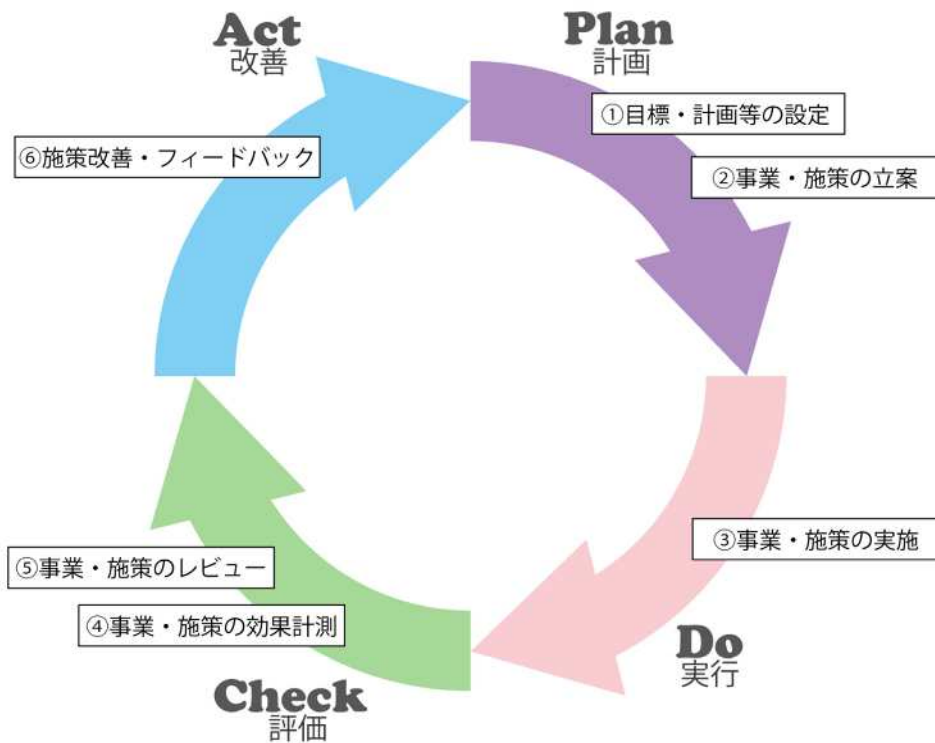 Plan
計画
①目標・計画等の設定
②事業・施策の立案
③事業・施策の実施
Do
実行
④事業・施策の効果計測
⑤事業・施策のレビュー
Check
評価
⑥施策改善・フィードバック
Act
改善